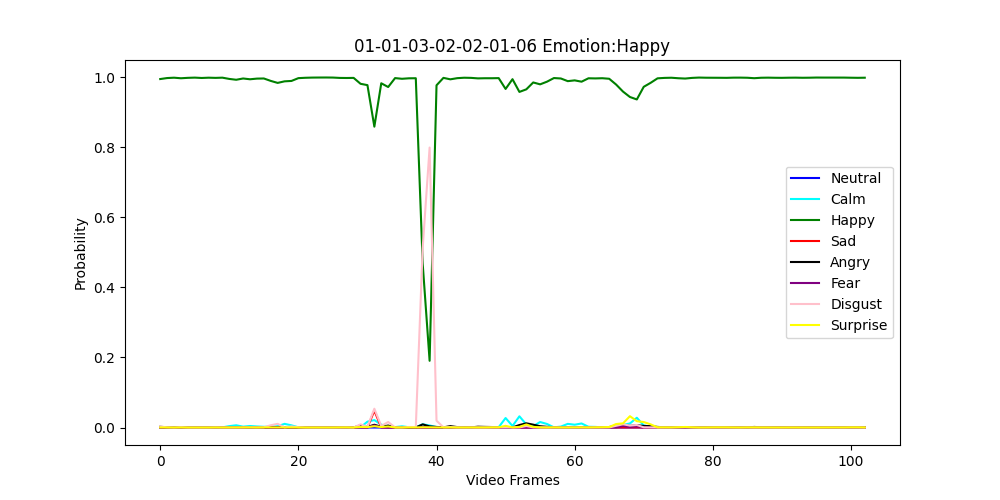 01-01-03-02-02-01-06 Emotion:Happy
1.0
0.8
0.6
0.4
0.2
0.0
Probability
0 20 40 60 80 100
Video Frames
Neutral
Calm
Happy
Sad
Angry
Fear
Disgust
Surprise